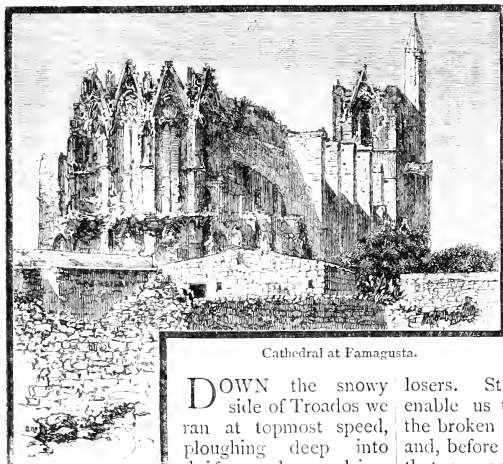 TAYLOR
Cathedral at Famagusta.
DOWN the snowy
side of Troados we
ran at topmost speed,
ploughing deep into
losers.
enable us
the broken
and, before